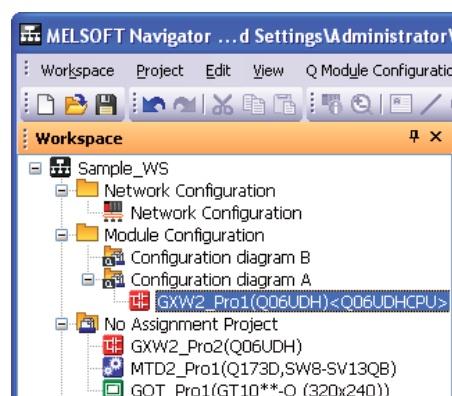 MELSOFT Navigator ...d Settings\Administrator\
Workspace Project Edit View Q Module Configuratio
Workspace
Sample_WS
Network Configuration
Network Configuration
Module Configuration
Configuration diagram B
Configuration diagram A
GXW2_Pro1(Q06UDH)<Q06UDHCPU>
No Assignment Project
GXW2_Pro2(Q06UDH)
MTD2_Pro1(Q173D,SW8-SV13QB)
GOT_Pro1(GT10**-Q (320x240))